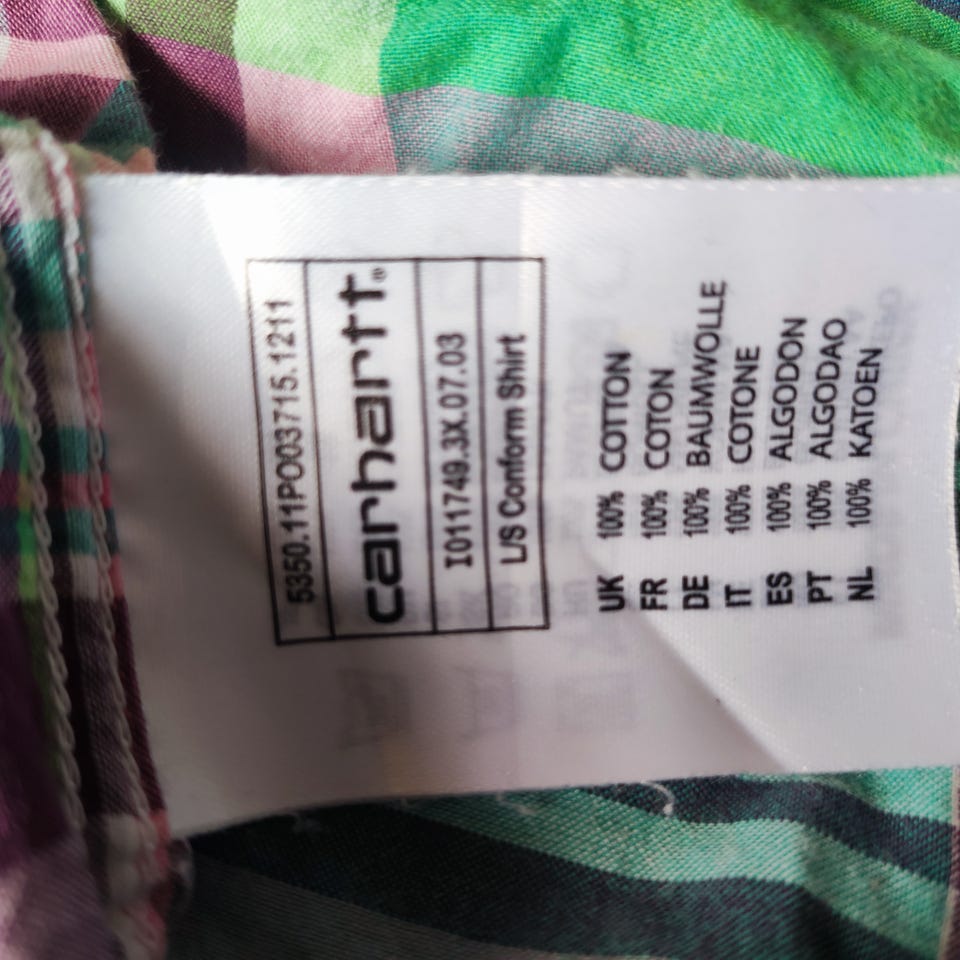 5350.11PO03715.1211
carhartt®
I011749.3X.07.03
L/S Conform Shirt
UK 100% COTTON
FR 100% COTON
DE 100% BAUMWOLLE
IT 100% COTONE
ES 100% ALGODON
PT 100% ALGODAO
NL 100% KATOEN